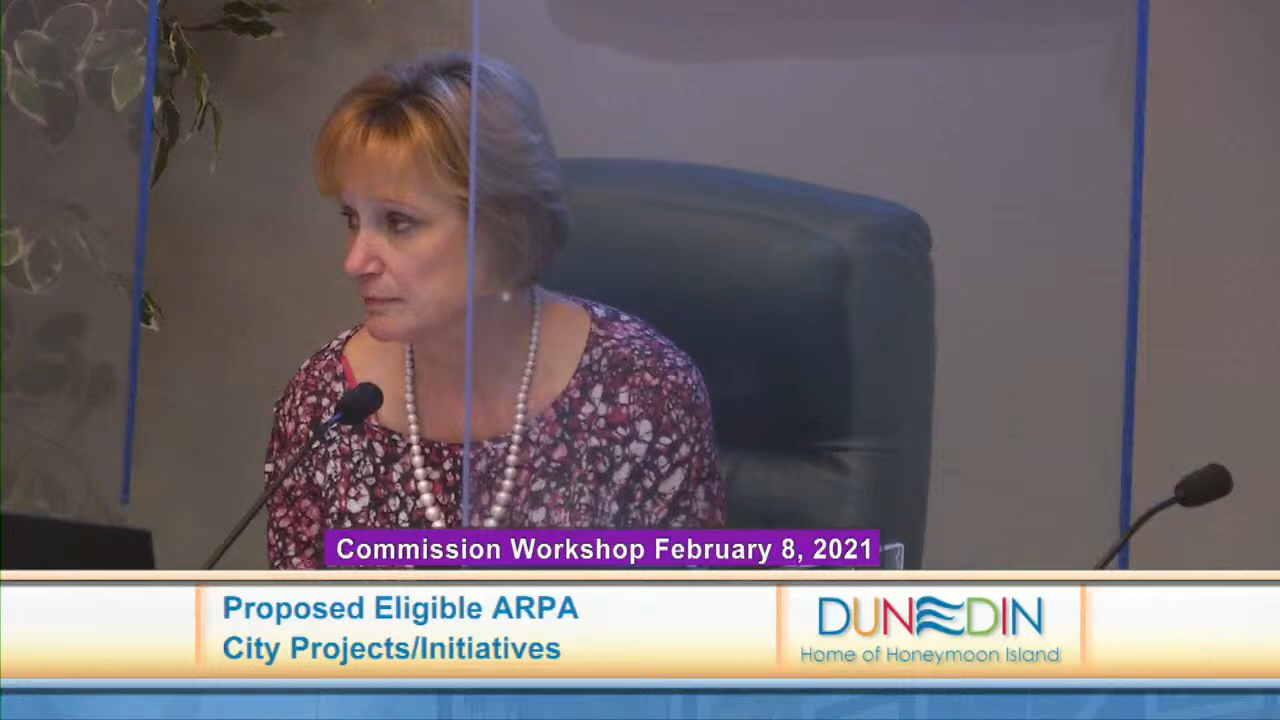 Commission Workshop February 8, 2021
Proposed Eligible ARPA
City Projects/Initiatives
DUNEDIN
Home of Honeymoon Island